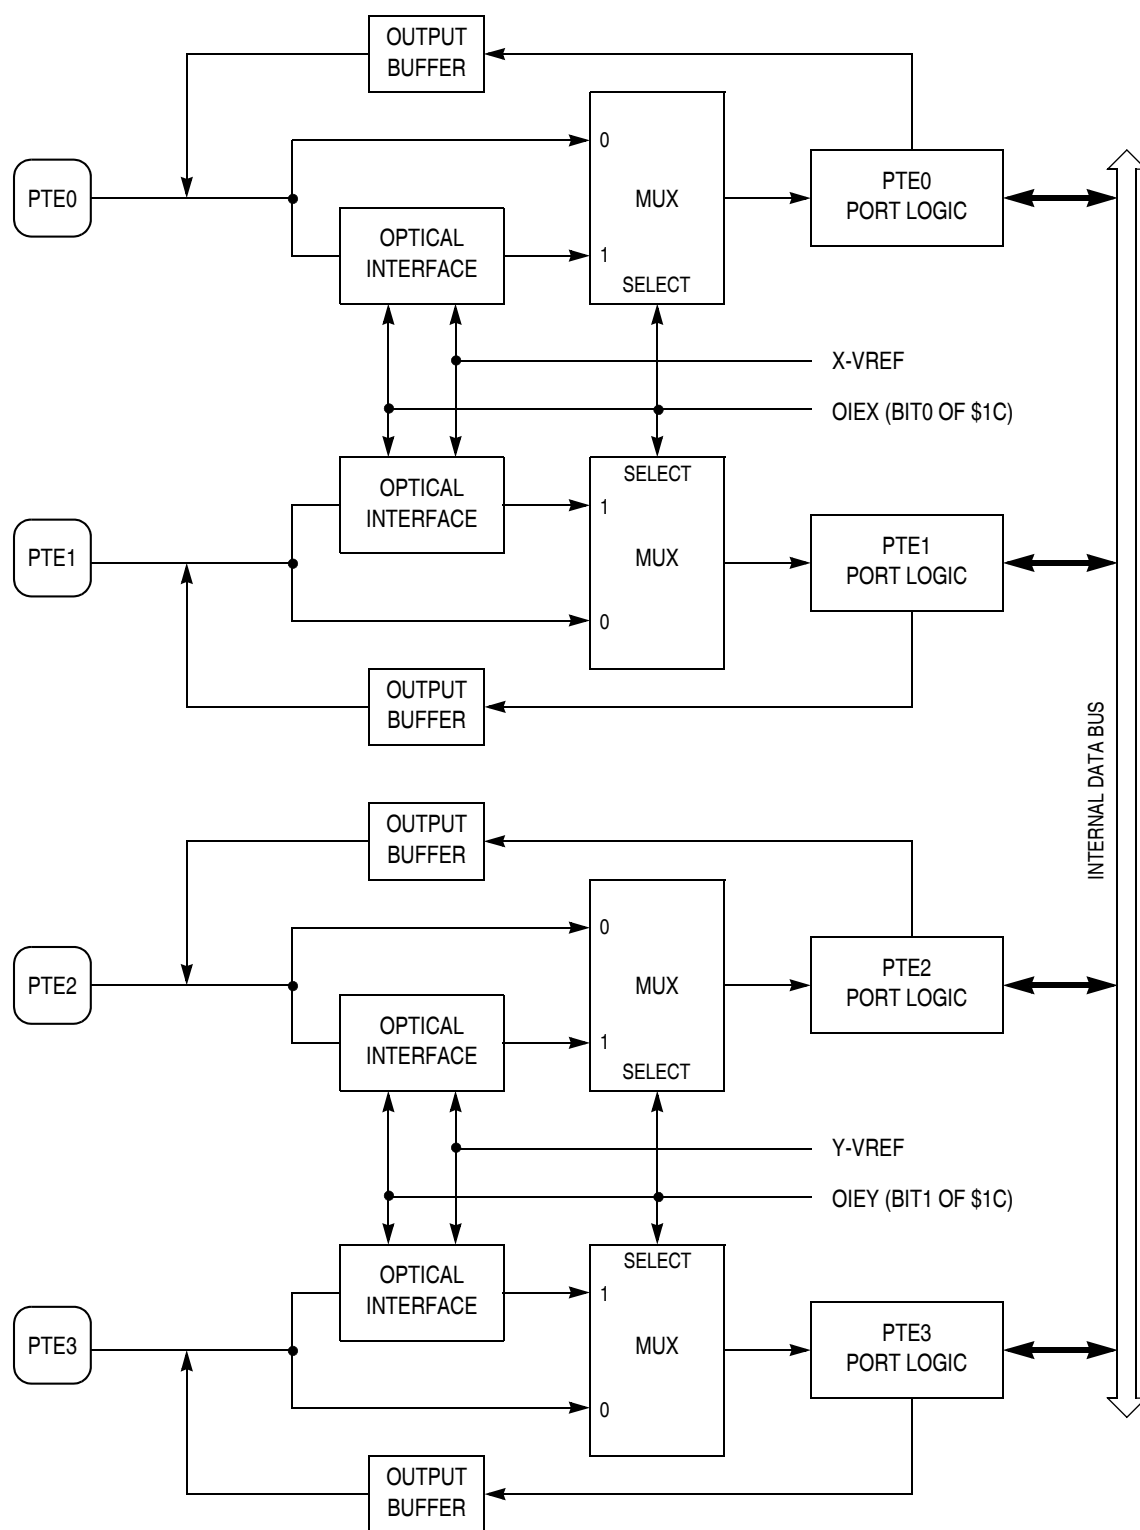 OUTPUT
BUFFER
0
PTE0
MUX
PTE0
PORT LOGIC
OPTICAL
INTERFACE
1
SELECT
X-VREF
OIEX (BIT0 OF $1C)
SELECT
OPTICAL
INTERFACE
1
PTE1
MUX
PTE1
PORT LOGIC
0
OUTPUT
BUFFER
INTERNAL DATA BUS
OUTPUT
BUFFER
0
PTE2
MUX
PTE2
PORT LOGIC
OPTICAL
INTERFACE
1
SELECT
Y-VREF
OIEY (BIT1 OF $1C)
SELECT
OPTICAL
INTERFACE
1
PTE3
MUX
PTE3
PORT LOGIC
0
OUTPUT
BUFFER